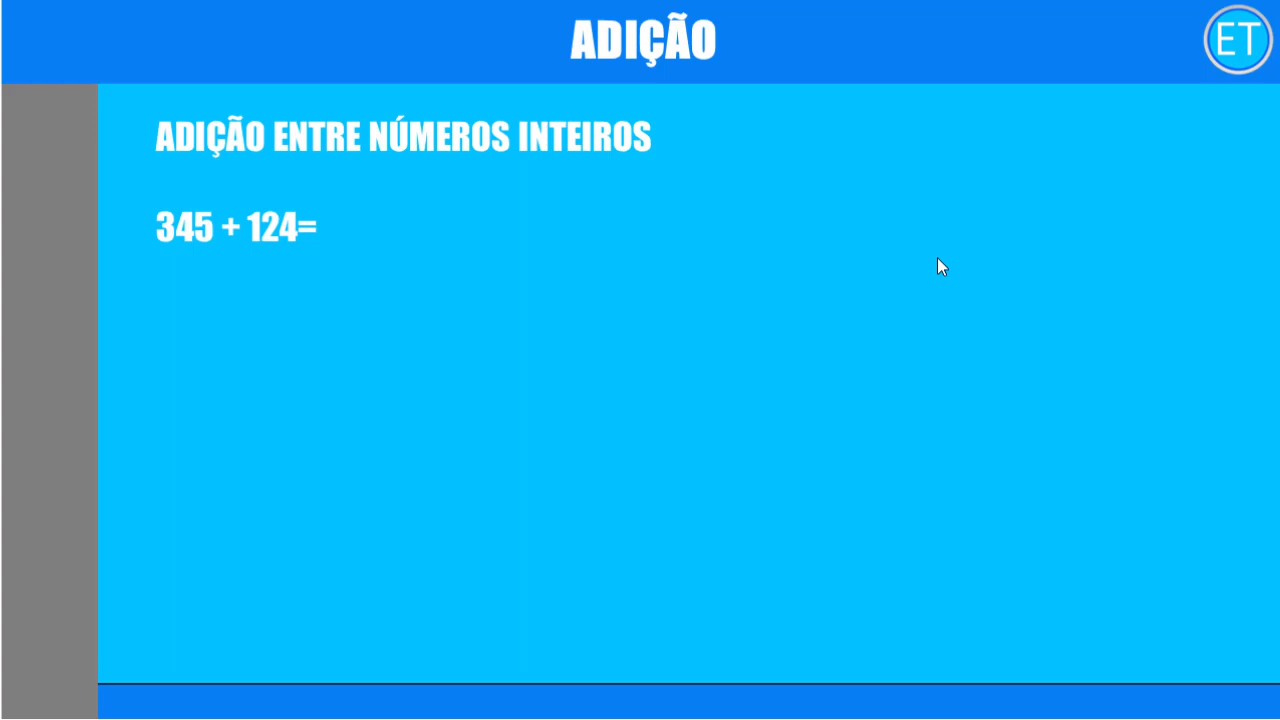 ADIÇÃO
ET
ADIÇÃO ENTRE NÚMEROS INTEIROS
345 + 124=